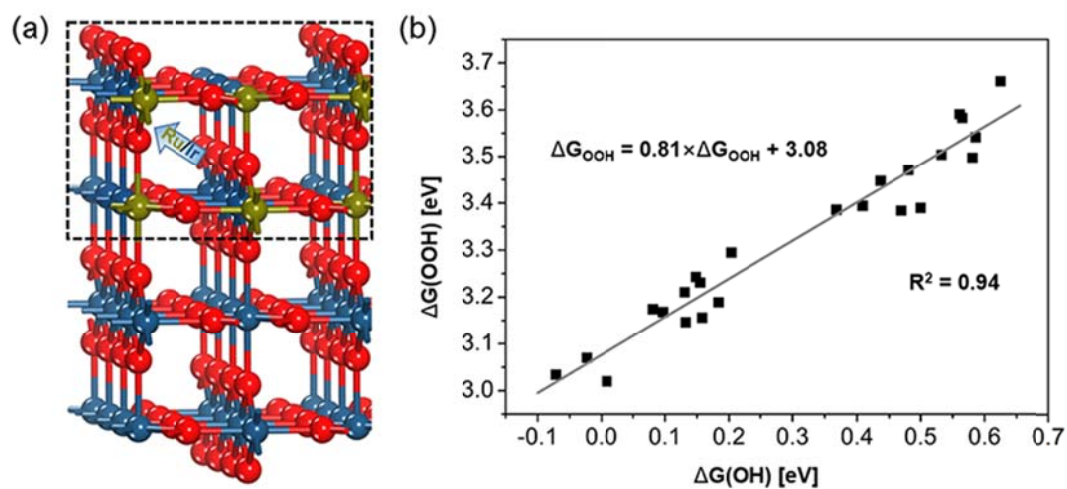 (a)
Ru/Ir
(b)
ΔG(OOH) [eV]
3.7
3.6
3.5
3.4
3.3
3.2
3.1
3.0
ΔG_OOH = 0.81×ΔG_OOH + 3.08
R² = 0.94
-0.1 0.0 0.1 0.2 0.3 0.4 0.5 0.6 0.7
ΔG(OH) [eV]